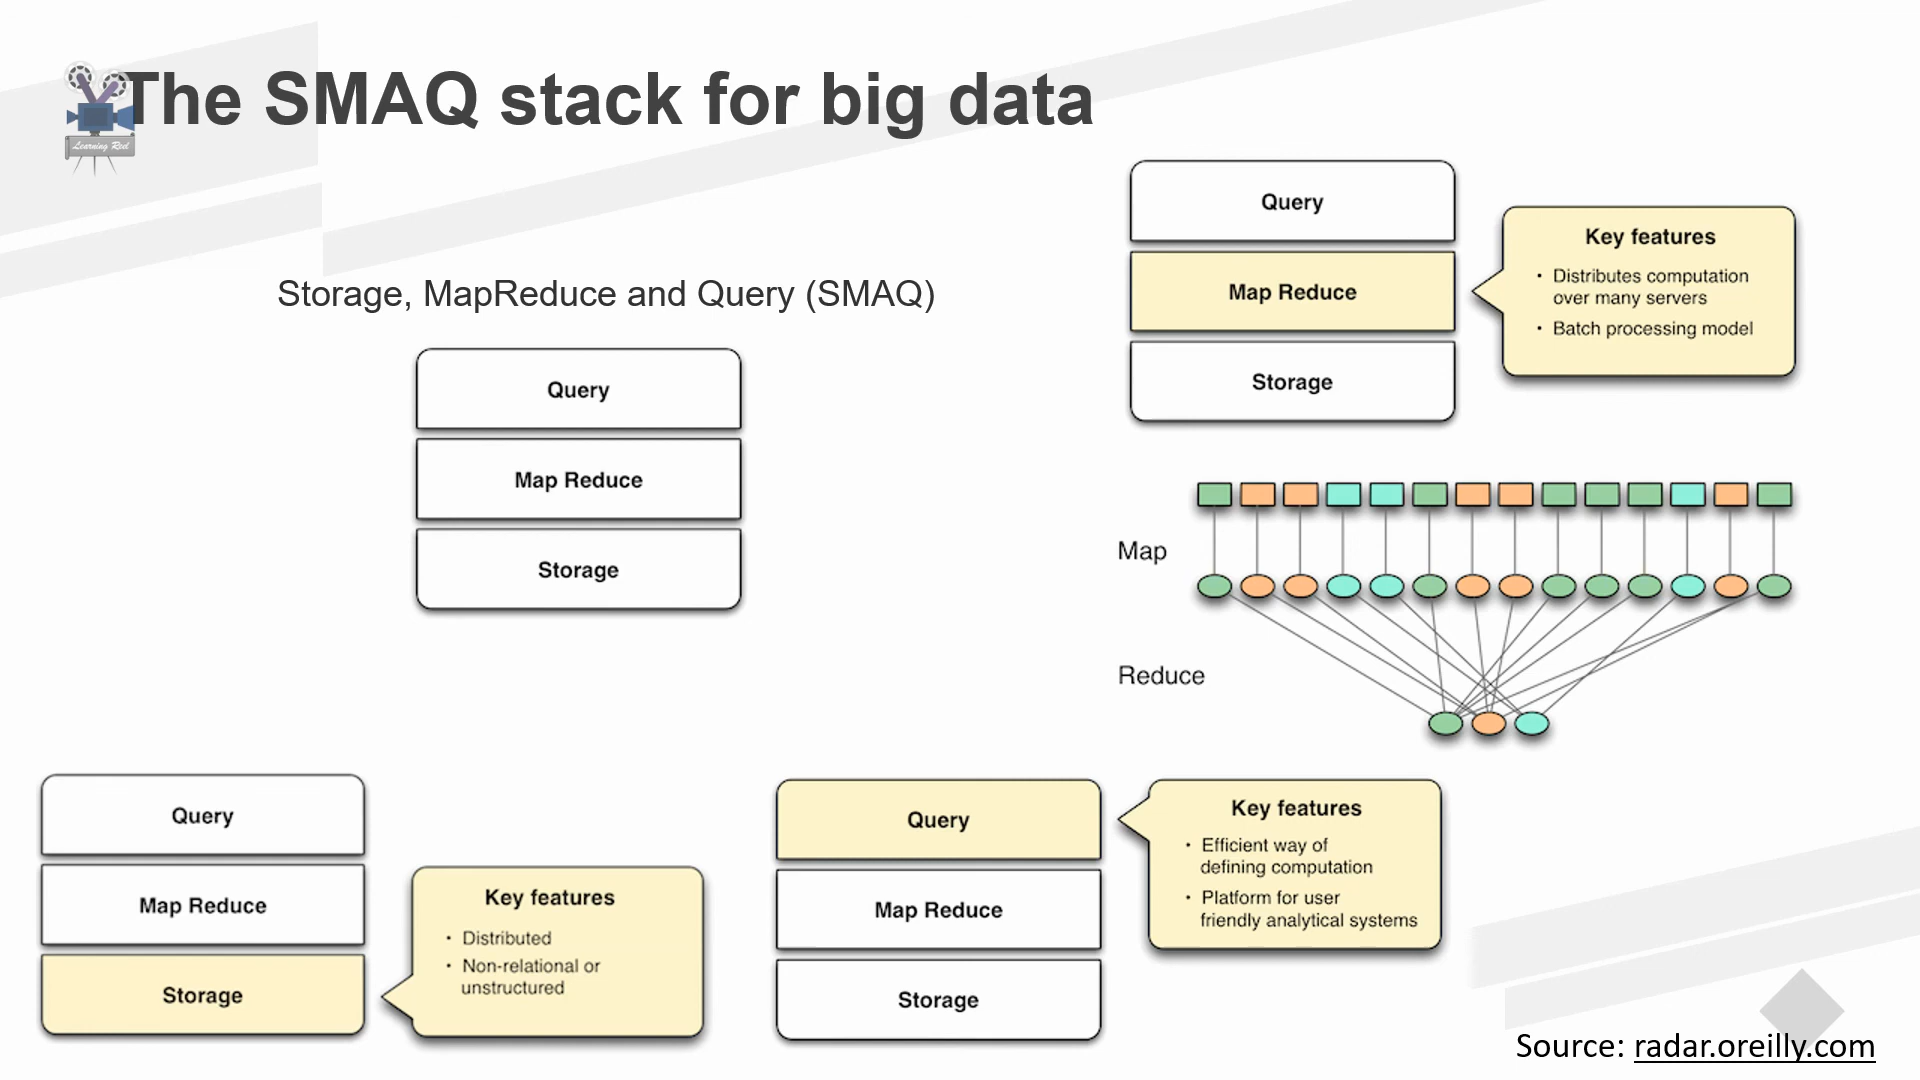 The SMAQ stack for big data
Learning Reel
Storage, MapReduce and Query (SMAQ)
Query
Map Reduce
Storage
Query
Map Reduce
Storage
Key features
• Distributes computation
over many servers
• Batch processing model
Map
Reduce
Query
Map Reduce
Storage
Key features
• Distributed
• Non-relational or
unstructured
Query
Map Reduce
Storage
Key features
• Efficient way of
defining computation
• Platform for user
friendly analytical systems
Source: radar.oreilly.com